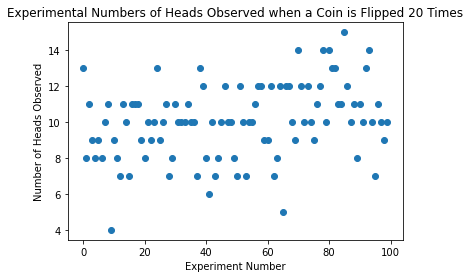 Experimental Numbers of Heads Observed when a Coin is Flipped 20 Times
Number of Heads Observed
14
12
10
8
6
4
0 20 40 60 80 100
Experiment Number